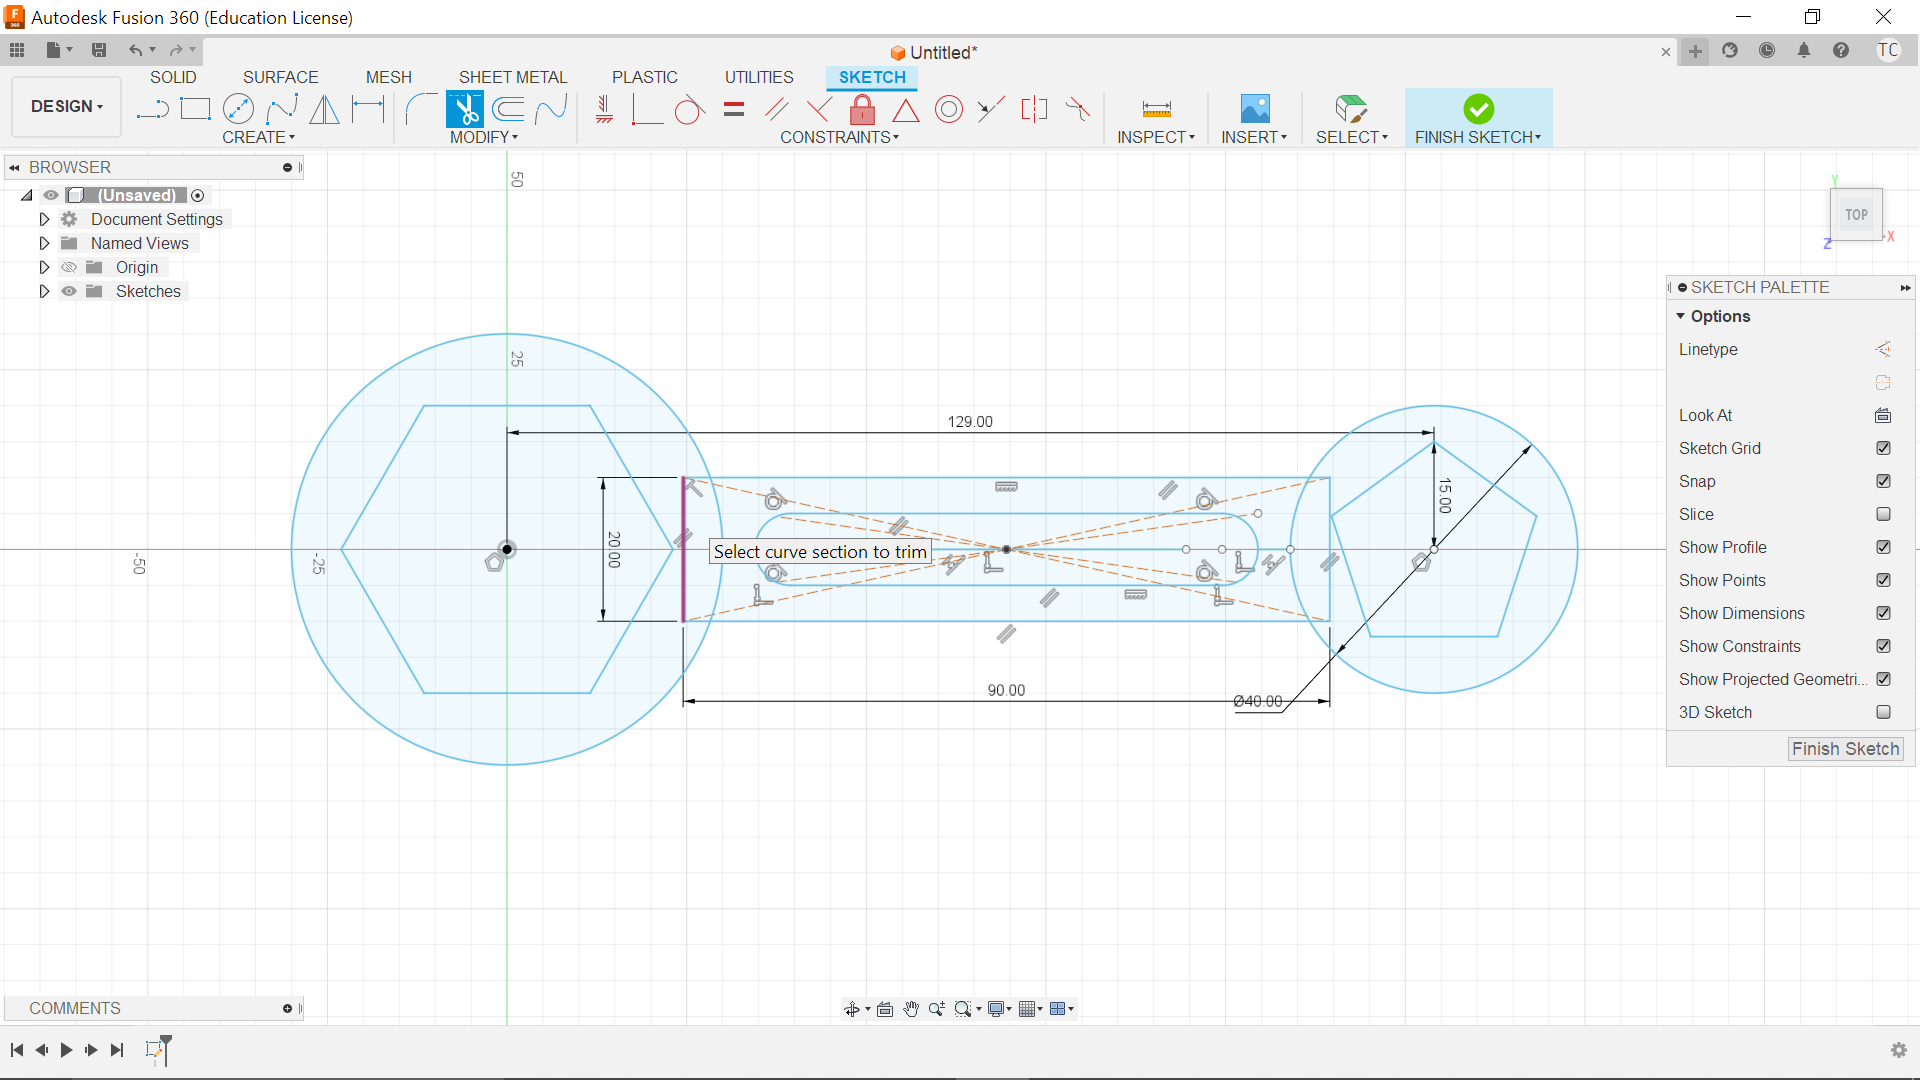 Autodesk Fusion 360 (Education License)
Untitled*
TC
DESIGN
SOLID SURFACE MESH SHEET METAL PLASTIC UTILITIES SKETCH
CREATE MODIFY CONSTRAINTS INSPECT INSERT SELECT FINISH SKETCH
BROWSER
(Unsaved)
Document Settings
Named Views
Origin
Sketches
50
25
-50
-25
Y
TOP
X
Z
129.00
20.00
15.00
Select curve section to trim
90.00
Ø40.00
SKETCH PALETTE
Options
Linetype
Look At
Sketch Grid
Snap
Slice
Show Profile
Show Points
Show Dimensions
Show Constraints
Show Projected Geometri...
3D Sketch
Finish Sketch
COMMENTS